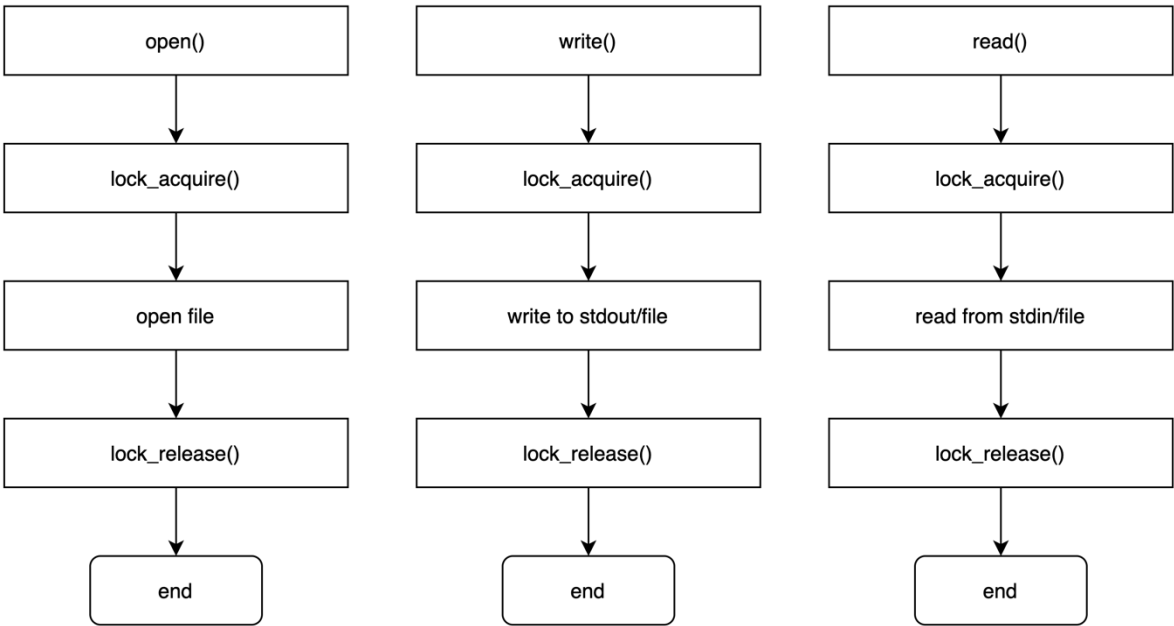 open()
lock_acquire()
open file
lock_release()
end
write()
lock_acquire()
write to stdout/file
lock_release()
end
read()
lock_acquire()
read from stdin/file
lock_release()
end